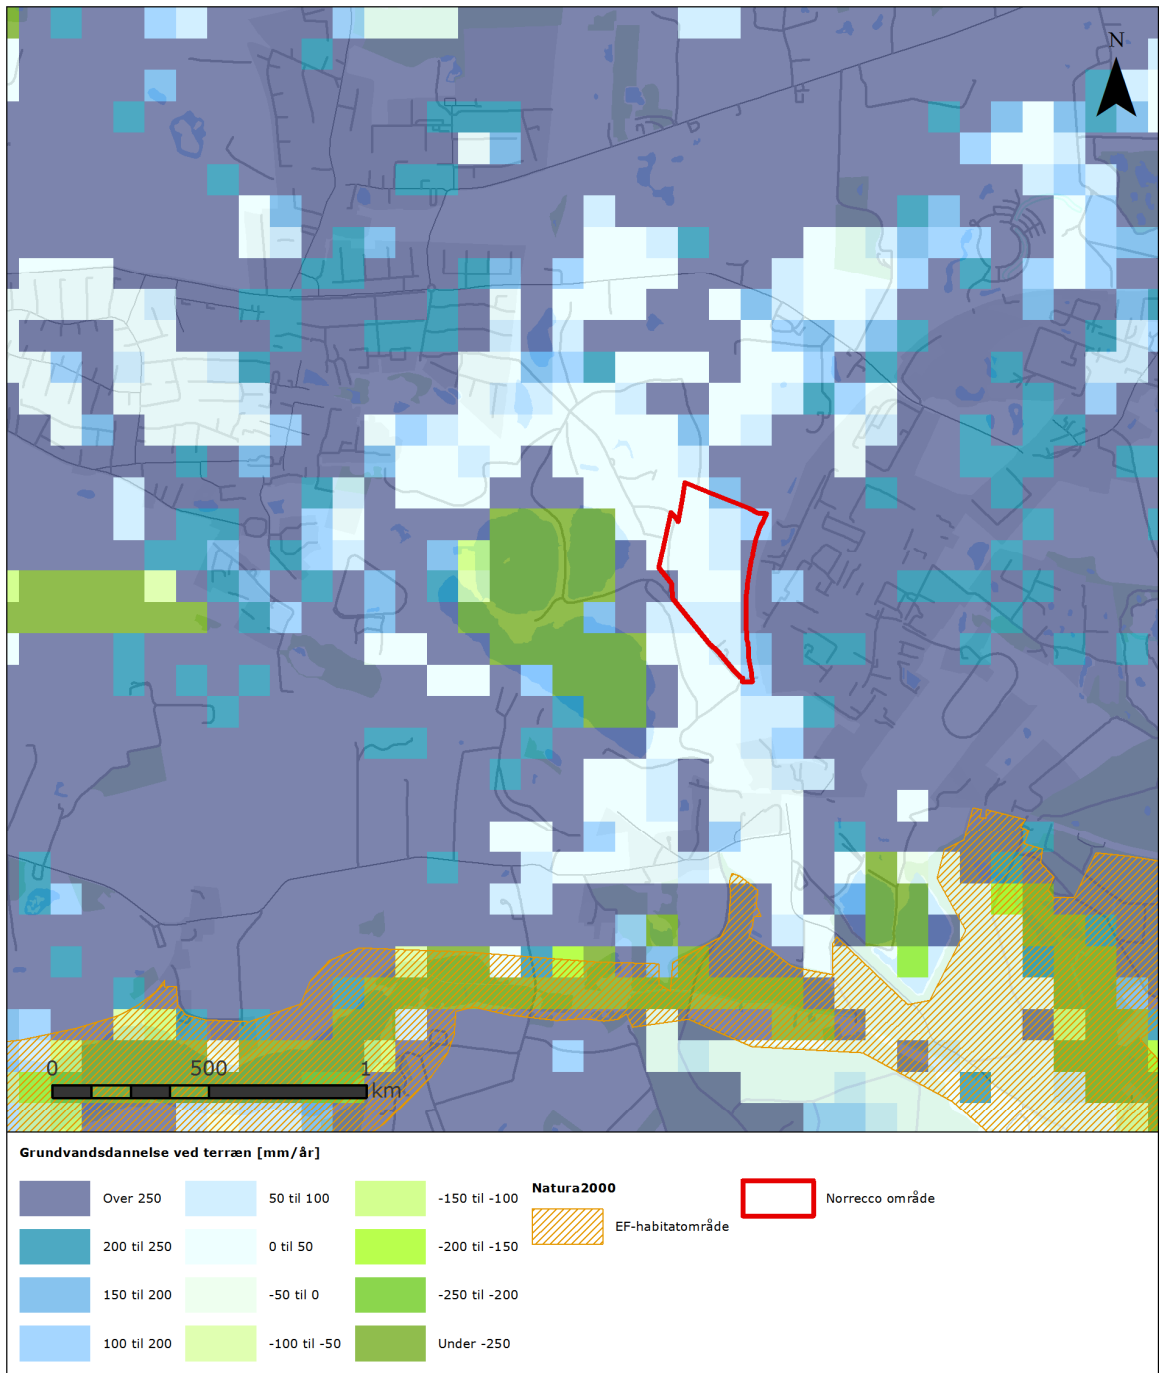 N
0 500 1
km
Grundvandsdannelse ved terræn [mm/år]
Over 250
200 til 250
150 til 200
100 til 200
50 til 100
0 til 50
-50 til 0
-100 til -50
-150 til -100
-200 til -150
-250 til -200
Under -250
Natura2000
EF-habitatområde
Norrecco område